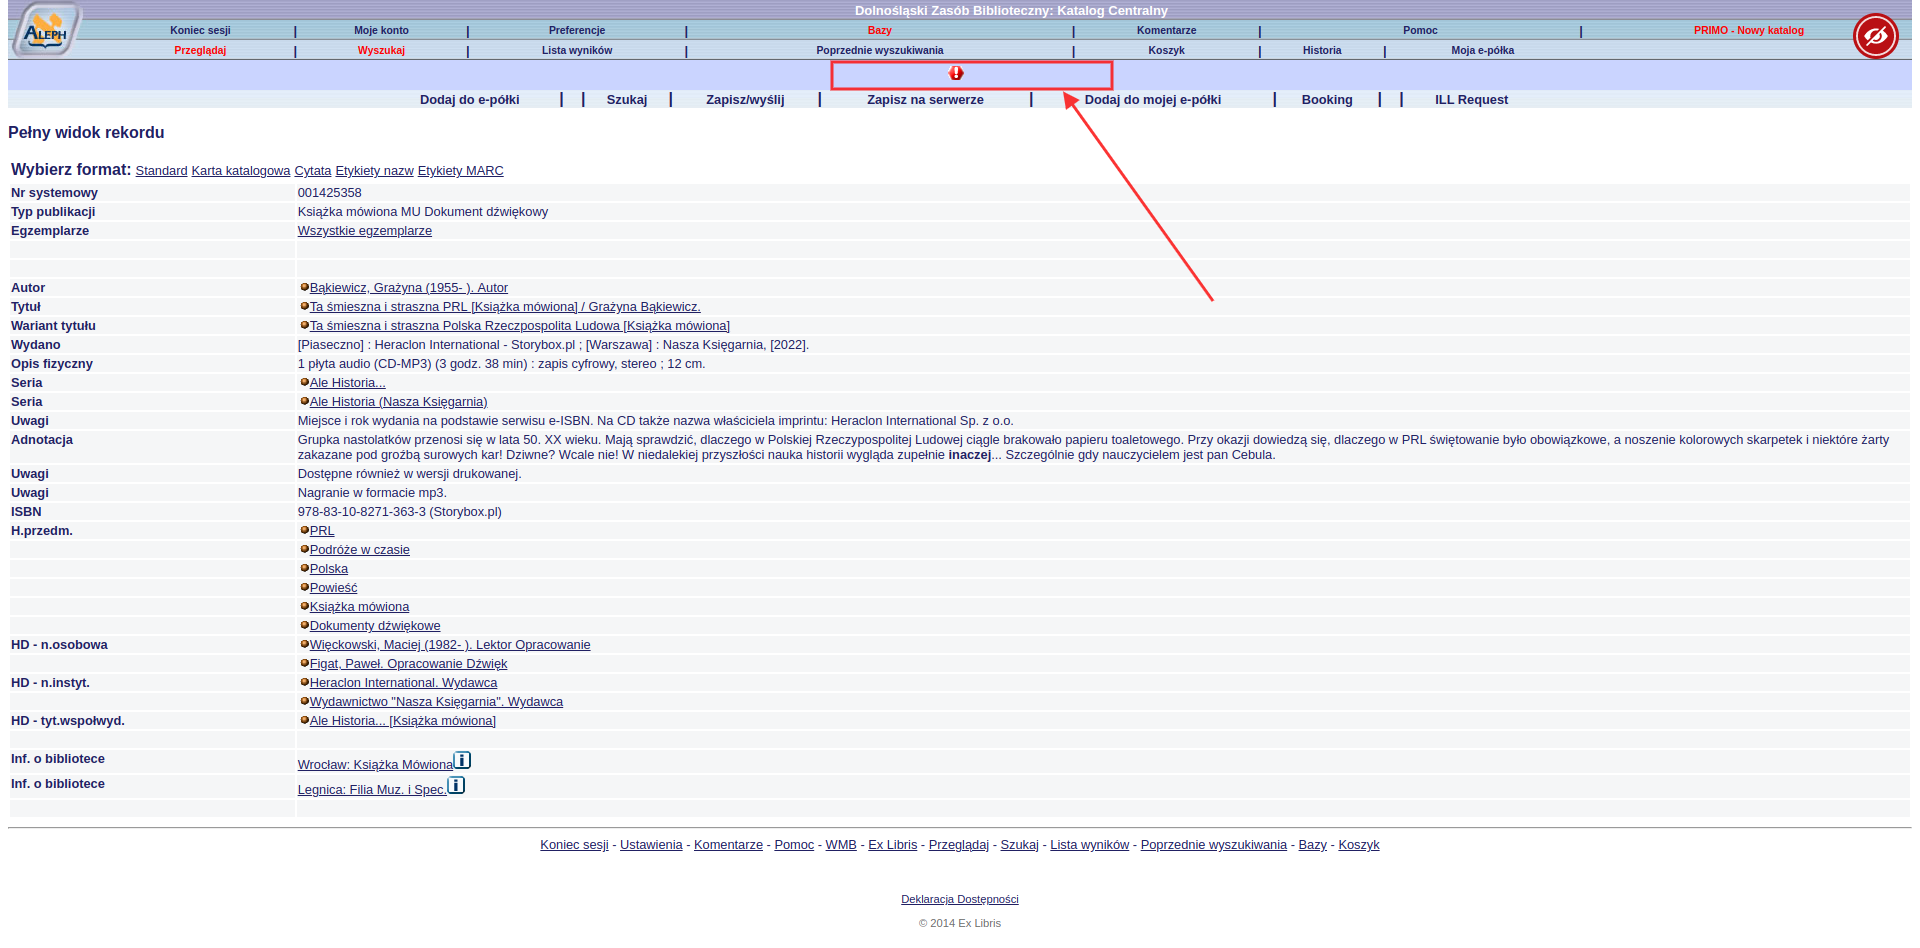 Dolnośląski Zasób Biblioteczny: Katalog Centralny
ALEPH
Koniec sesji | Moje konto | Preferencje | Bazy | Komentarze | Pomoc | PRIMO - Nowy katalog
Przeglądaj | Wyszukaj | Lista wyników | Poprzednie wyszukiwania | Koszyk | Historia | Moja e-półka
Dodaj do e-półki | | Szukaj | Zapisz/wyślij | Zapisz na serwerze | Dodaj do mojej e-półki | Booking | | ILL Request
Pełny widok rekordu
Wybierz format: Standard Karta katalogowa Cytata Etykiety nazw Etykiety MARC
Nr systemowy 001425358
Typ publikacji Książka mówiona MU Dokument dźwiękowy
Egzemplarze Wszystkie egzemplarze
Autor Bąkiewicz, Grażyna (1955- ). Autor
Tytuł Ta śmieszna i straszna PRL [Książka mówiona] / Grażyna Bąkiewicz.
Wariant tytułu Ta śmieszna i straszna Polska Rzeczpospolita Ludowa [Książka mówiona]
Wydano [Piaseczno] : Heraclon International - Storybox.pl ; [Warszawa] : Nasza Księgarnia, [2022].
Opis fizyczny 1 płyta audio (CD-MP3) (3 godz. 38 min) : zapis cyfrowy, stereo ; 12 cm.
Seria Ale Historia...
Seria Ale Historia (Nasza Księgarnia)
Uwagi Miejsce i rok wydania na podstawie serwisu e-ISBN. Na CD także nazwa właściciela imprintu: Heraclon International Sp. z o.o.
Adnotacja Grupka nastolatków przenosi się w lata 50. XX wieku. Mają sprawdzić, dlaczego w Polskiej Rzeczypospolitej Ludowej ciągle brakowało papieru toaletowego. Przy okazji dowiedzą się, dlaczego w PRL świętowanie było obowiązkowe, a noszenie kolorowych skarpetek i niektóre żarty
zakazane pod groźbą surowych kar! Dziwne? Wcale nie! W niedalekiej przyszłości nauka historii wygląda zupełnie inaczej... Szczególnie gdy nauczycielem jest pan Cebula.
Uwagi Dostępne również w wersji drukowanej.
Uwagi Nagranie w formacie mp3.
ISBN 978-83-10-8271-363-3 (Storybox.pl)
H.przedm. PRL
Podróże w czasie
Polska
Powieść
Książka mówiona
Dokumenty dźwiękowe
HD - n.osobowa Więckowski, Maciej (1982- ). Lektor Opracowanie
Figat, Paweł. Opracowanie Dźwięk
HD - n.instyt. Heraclon International. Wydawca
Wydawnictwo "Nasza Księgarnia". Wydawca
HD - tyt.wspołwyd. Ale Historia... [Książka mówiona]
Inf. o bibliotece Wrocław: Książka Mówiona
Inf. o bibliotece Legnica: Filia Muz. i Spec.
Koniec sesji - Ustawienia - Komentarze - Pomoc - WMB - Ex Libris - Przeglądaj - Szukaj - Lista wyników - Poprzednie wyszukiwania - Bazy - Koszyk
Deklaracja Dostępności
© 2014 Ex Libris